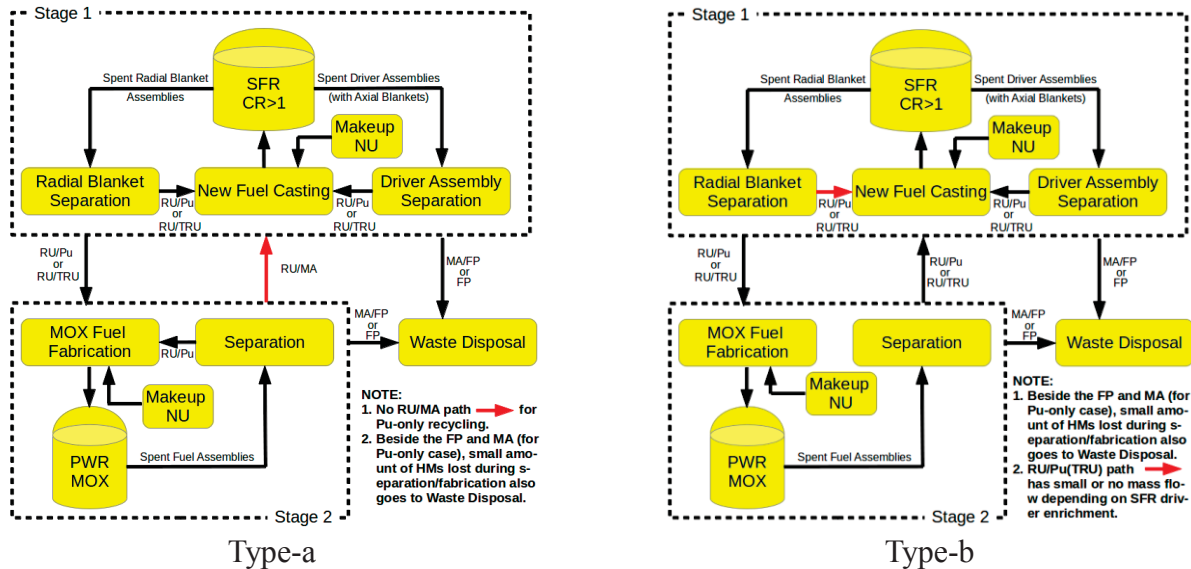 Stage 1
SFR
CR>1
Spent Radial Blanket
Assemblies
Spent Driver Assemblies
(with Axial Blankets)
Makeup
NU
Radial Blanket
Separation
RU/Pu
or
RU/TRU
New Fuel Casting
RU/Pu
or
RU/TRU
Driver Assembly
Separation
RU/Pu
or
RU/TRU
RU/MA
MA/FP
or
FP
MOX Fuel
Fabrication
RU/Pu
Separation
MA/FP
or
FP
Waste Disposal
Makeup
NU
PWR
MOX
Spent Fuel Assemblies
NOTE:
1. No RU/MA path for
Pu-only recycling.
2. Beside the FP and MA (for
Pu-only case), small amo-
unt of HMs lost during s-
eparation/fabrication also
goes to Waste Disposal.
Stage 2
Type-a
Stage 1
SFR
CR>1
Spent Radial Blanket
Assemblies
Spent Driver Assemblies
(with Axial Blankets)
Makeup
NU
Radial Blanket
Separation
RU/Pu
or
RU/TRU
New Fuel Casting
RU/Pu
or
RU/TRU
Driver Assembly
Separation
RU/Pu
or
RU/TRU
RU/Pu
or
RU/TRU
MA/FP
or
FP
MOX Fuel
Fabrication
Separation
MA/FP
or
FP
Waste Disposal
Makeup
NU
PWR
MOX
Spent Fuel Assemblies
NOTE:
1. Beside the FP and MA (for
Pu-only case), small amo-
unt of HMs lost during s-
eparation/fabrication also
goes to Waste Disposal.
2. RU/Pu(TRU) path
has small or no mass flo-
w depending on SFR driv-
er enrichment.
Stage 2
Type-b